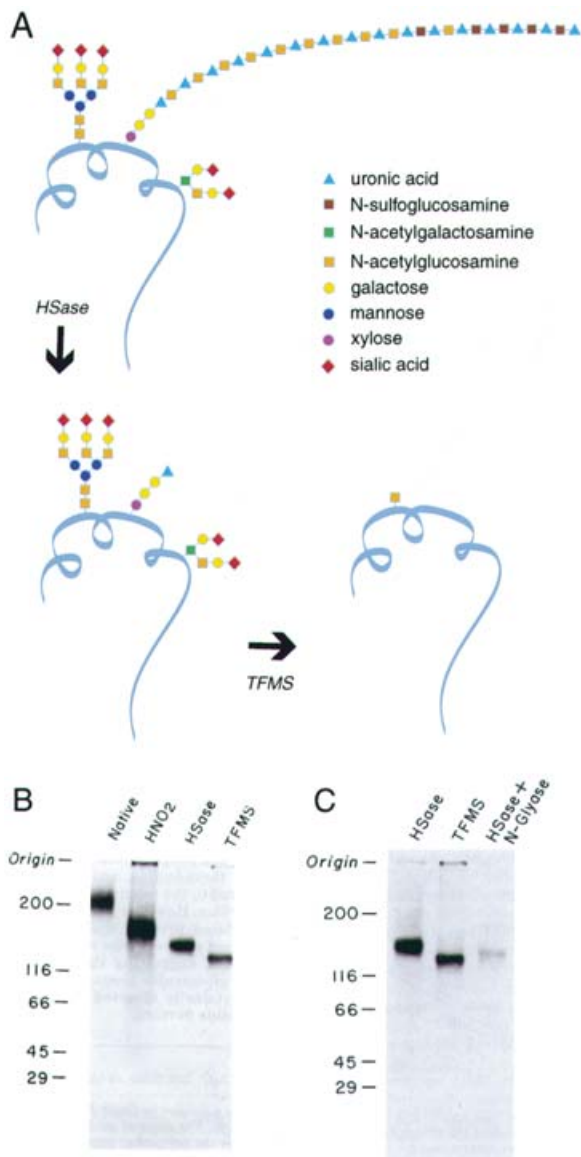 A
uronic acid
N-sulfoglucosamine
N-acetylgalactosamine
N-acetylglucosamine
galactose
mannose
xylose
sialic acid
HSase
TFMS
B
Native
HNO2
HSase
TFMS
Origin
200
116
66
45
29
C
HSase
TFMS
HSase +
N-Glyase
Origin
200
116
66
45
29